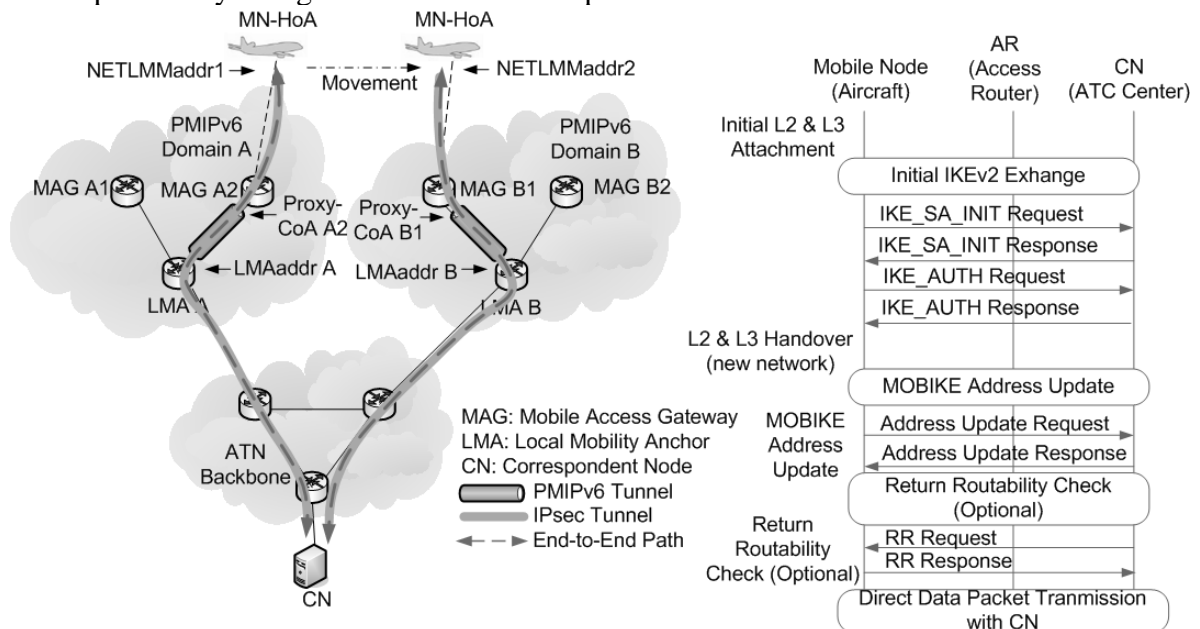 MN-HoA
MN-HoA
NETLMMaddr1
NETLMMaddr2
Movement
PMIPv6
Domain A
PMIPv6
Domain B
MAG A1
MAG A2
MAG B1
MAG B2
Proxy-
CoA A2
Proxy-
CoA B1
LMAaddr A
LMAaddr B
LMA A
LMA B
ATN
Backbone
CN
MAG: Mobile Access Gateway
LMA: Local Mobility Anchor
CN: Correspondent Node
PMIPv6 Tunnel
IPsec Tunnel
End-to-End Path
Mobile Node
(Aircraft)
AR
(Access
Router)
CN
(ATC Center)
Initial L2 & L3
Attachment
Initial IKEv2 Exhange
IKE_SA_INIT Request
IKE_SA_INIT Response
IKE_AUTH Request
IKE_AUTH Response
L2 & L3 Handover
(new network)
MOBIKE Address Update
MOBIKE
Address
Update
Address Update Request
Address Update Response
Return Routability Check
(Optional)
Return
Routability
Check (Optional)
RR Request
RR Response
Direct Data Packet Tranmission
with CN